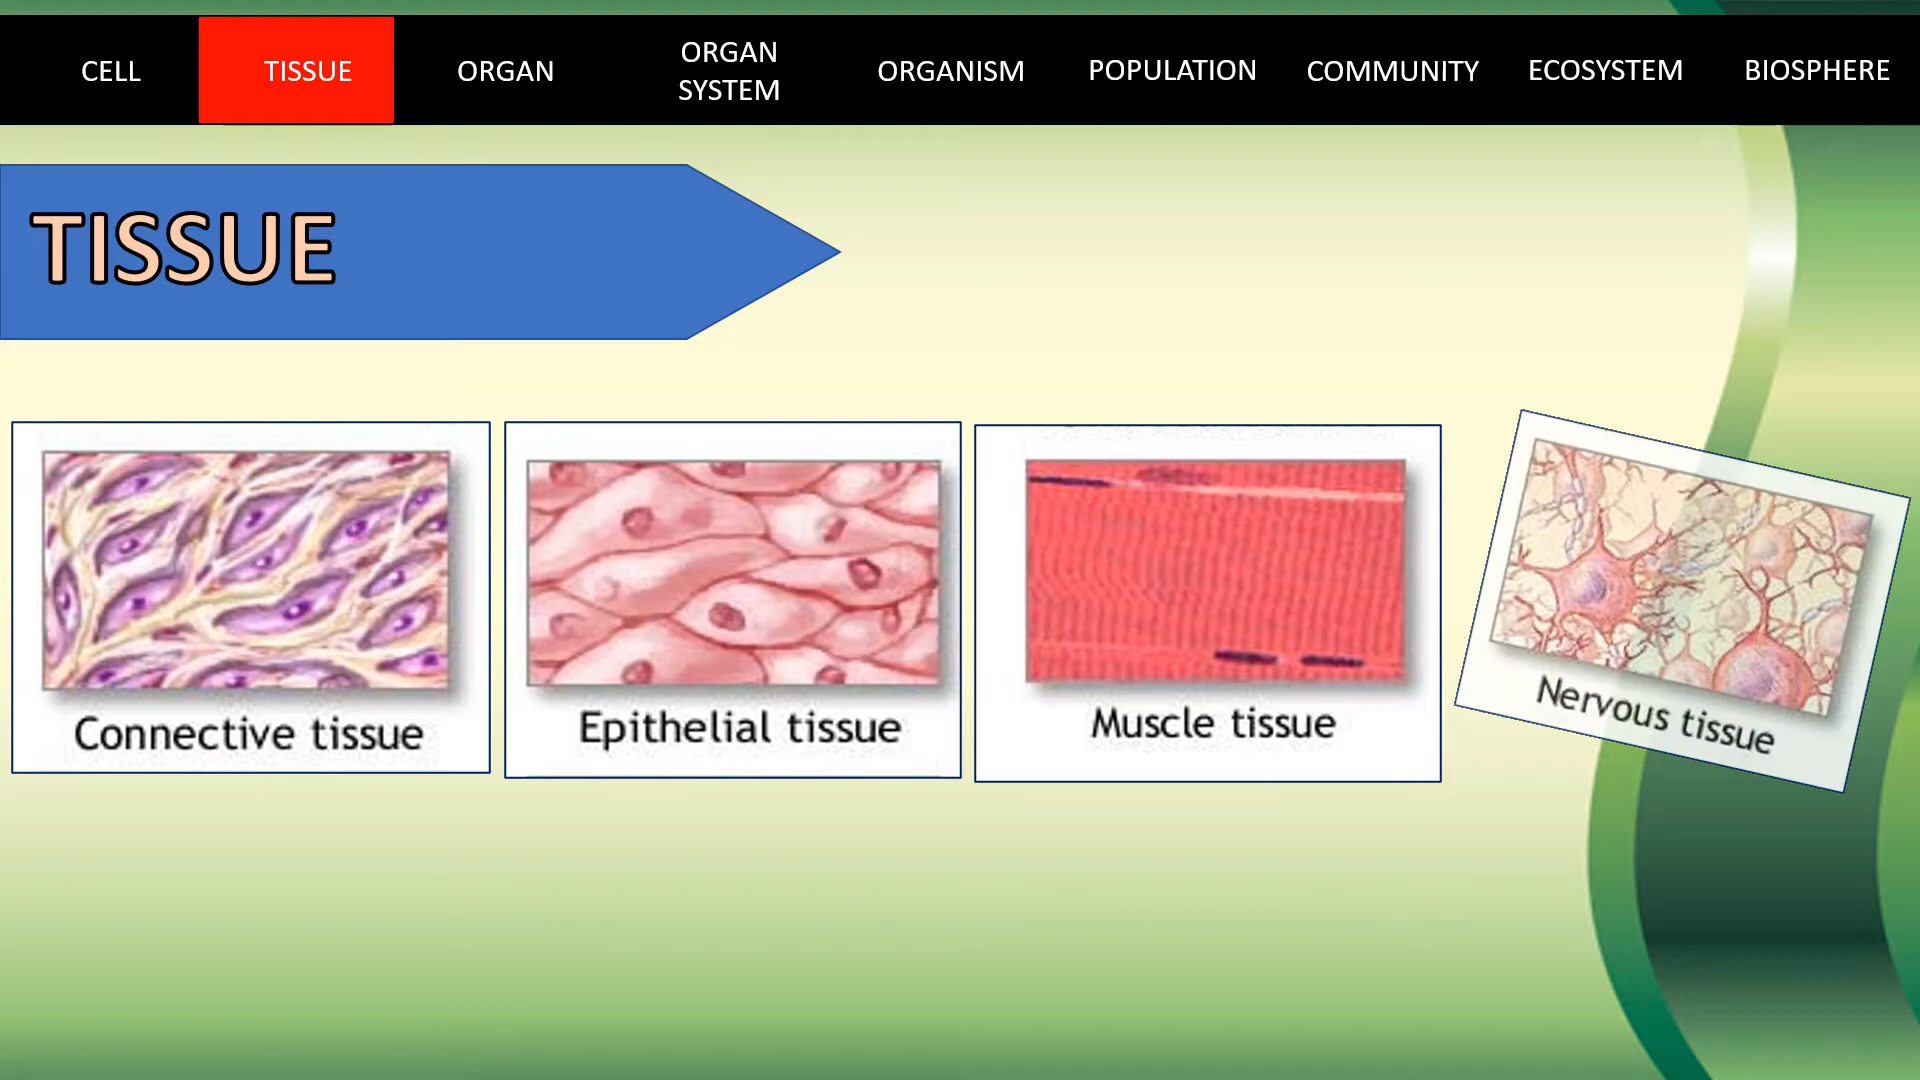 CELL
TISSUE
ORGAN
ORGAN
SYSTEM
ORGANISM
POPULATION
COMMUNITY
ECOSYSTEM
BIOSPHERE
TISSUE
Connective tissue
Epithelial tissue
Muscle tissue
Nervous tissue